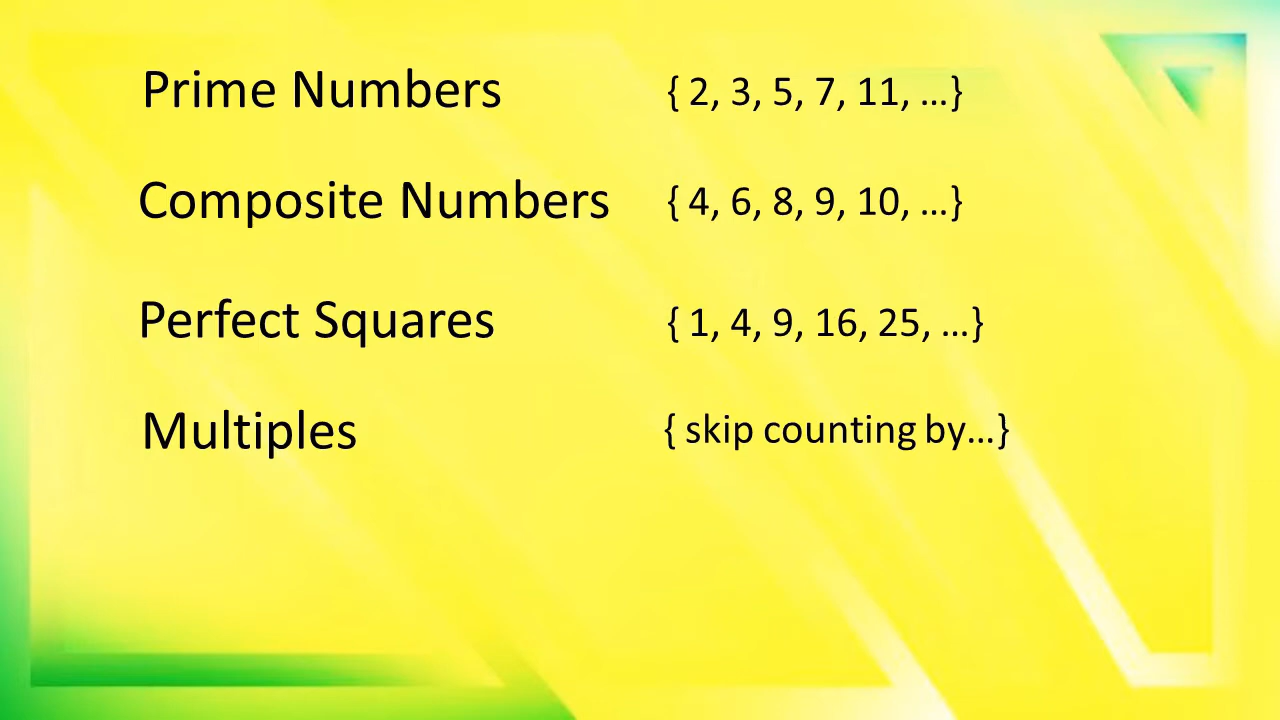 Prime Numbers { 2, 3, 5, 7, 11, …}
Composite Numbers { 4, 6, 8, 9, 10, …}
Perfect Squares { 1, 4, 9, 16, 25, …}
Multiples { skip counting by…}